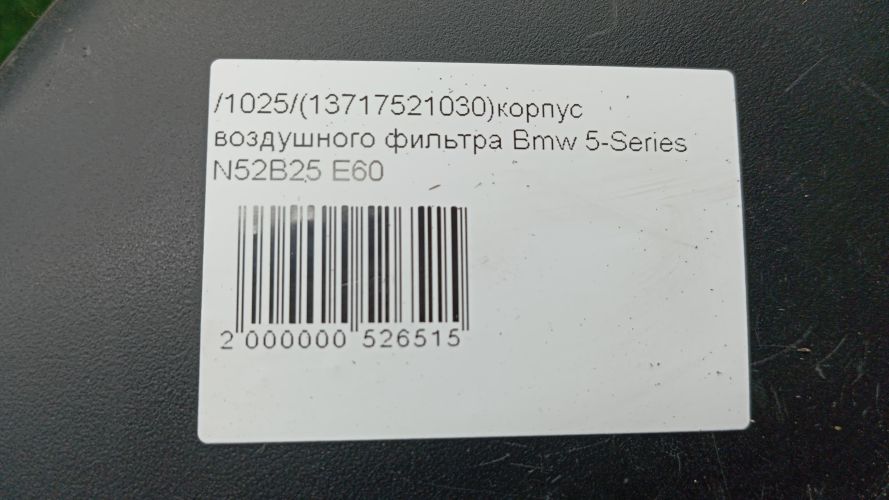 /1025/(13717521030)корпус
воздушного фильтра Bmw 5-Series
N52B25 E60
2 000000 526515